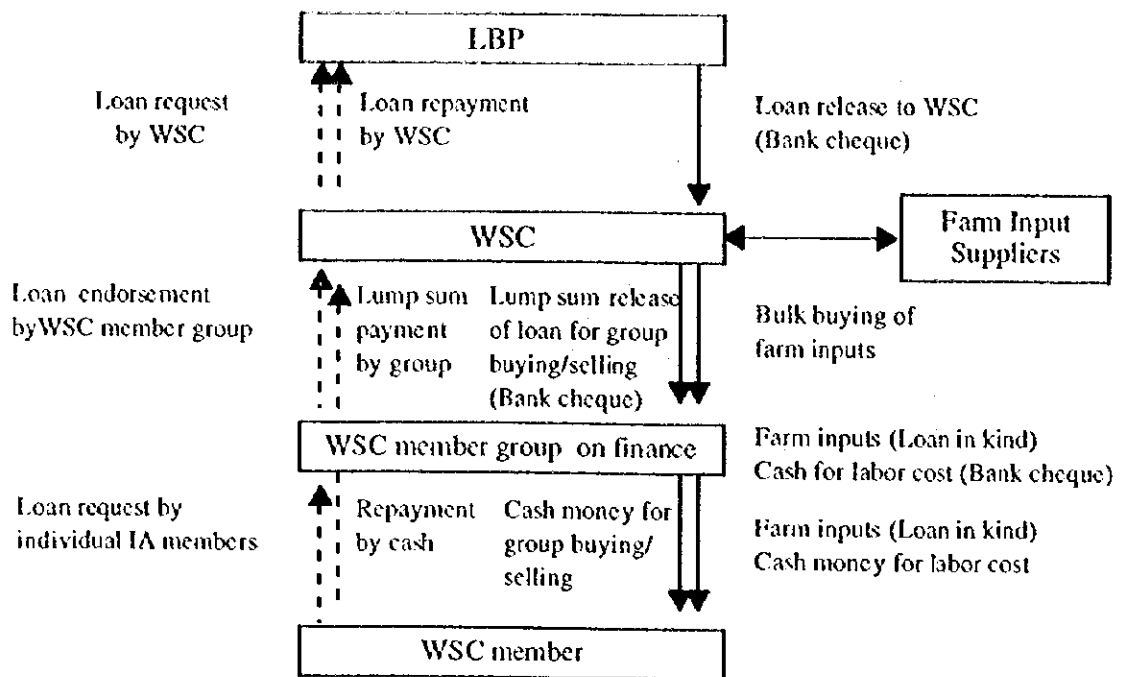 LBP
Loan request
by WSC
Loan repayment
by WSC
Loan release to WSC
(Bank cheque)
WSC
Farm Input
Suppliers
Loan endorsement
byWSC member group
Lump sum
payment
by group
Lump sum release
of loan for group
buying/selling
(Bank cheque)
Bulk buying of
farm inputs
WSC member group on finance
Farm inputs (Loan in kind)
Cash for labor cost (Bank cheque)
Loan request by
individual IA members
Repayment
by cash
Cash money for
group buying/
selling
Farm inputs (Loan in kind)
Cash money for labor cost
WSC member